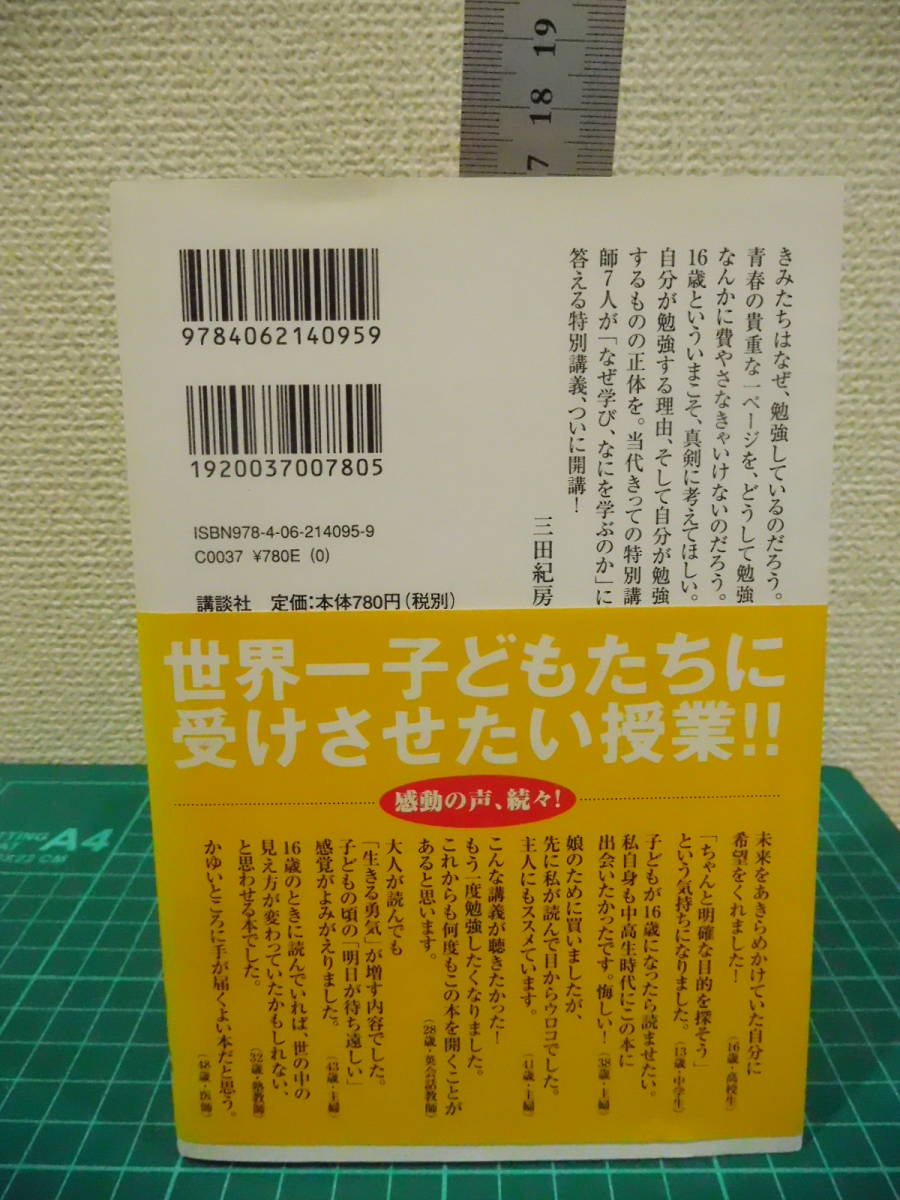 19
18
7
きみたちはなぜ、勉強しているのだろう。
青春の貴重な一ページを、どうして勉強
なんかに費やさなきゃいけないのだろう。
16歳といういまこそ、真剣に考えてほしい。
自分が勉強する理由、そして自分が勉強
するものの正体を。当代きっての特別講
師7人が「なぜ学び、なにを学ぶのか」に
答える特別講義、ついに開講!
三田紀房
9784062140959
1920037007805
ISBN978-4-06-214095-9
C0037 ¥780E (0)
講談社 定価:本体780円(税別)
世界一子どもたちに
受けさせたい授業!!
感動の声、続々!
未来をあきらめかけていた自分に
希望をくれました!
(16歳・高校生)
「ちゃんと明確な目的を探そう」
という気持ちになりました。
(13歳・中学生)
子どもが16歳になったら読ませたい。
私自身も中高生時代にこの本に
出会いたかったです。悔しい!
(38歳・主婦)
娘のために買いましたが、
先に私が読んで目からウロコでした。
主人にもススメています。
(41歳・主婦)
こんな講義が聴きたかった!
もう一度勉強したくなりました。
これからも何度もこの本を開くことが
あると思います。
(28歳・英会話教師)
大人が読んでも
「生きる勇気」が増す内容でした。
子どもの頃の「明日が待ち遠しい」
感覚がよみがえりました。
(43歳・主婦)
16歳のときに読んでいれば、世の中の
見え方が変わっていたかもしれない、
と思わせる本でした。
(32歳・塾教師)
かゆいところに手が届くよい本だと思う。
(48歳・医師)
TTING
A4
22 CM